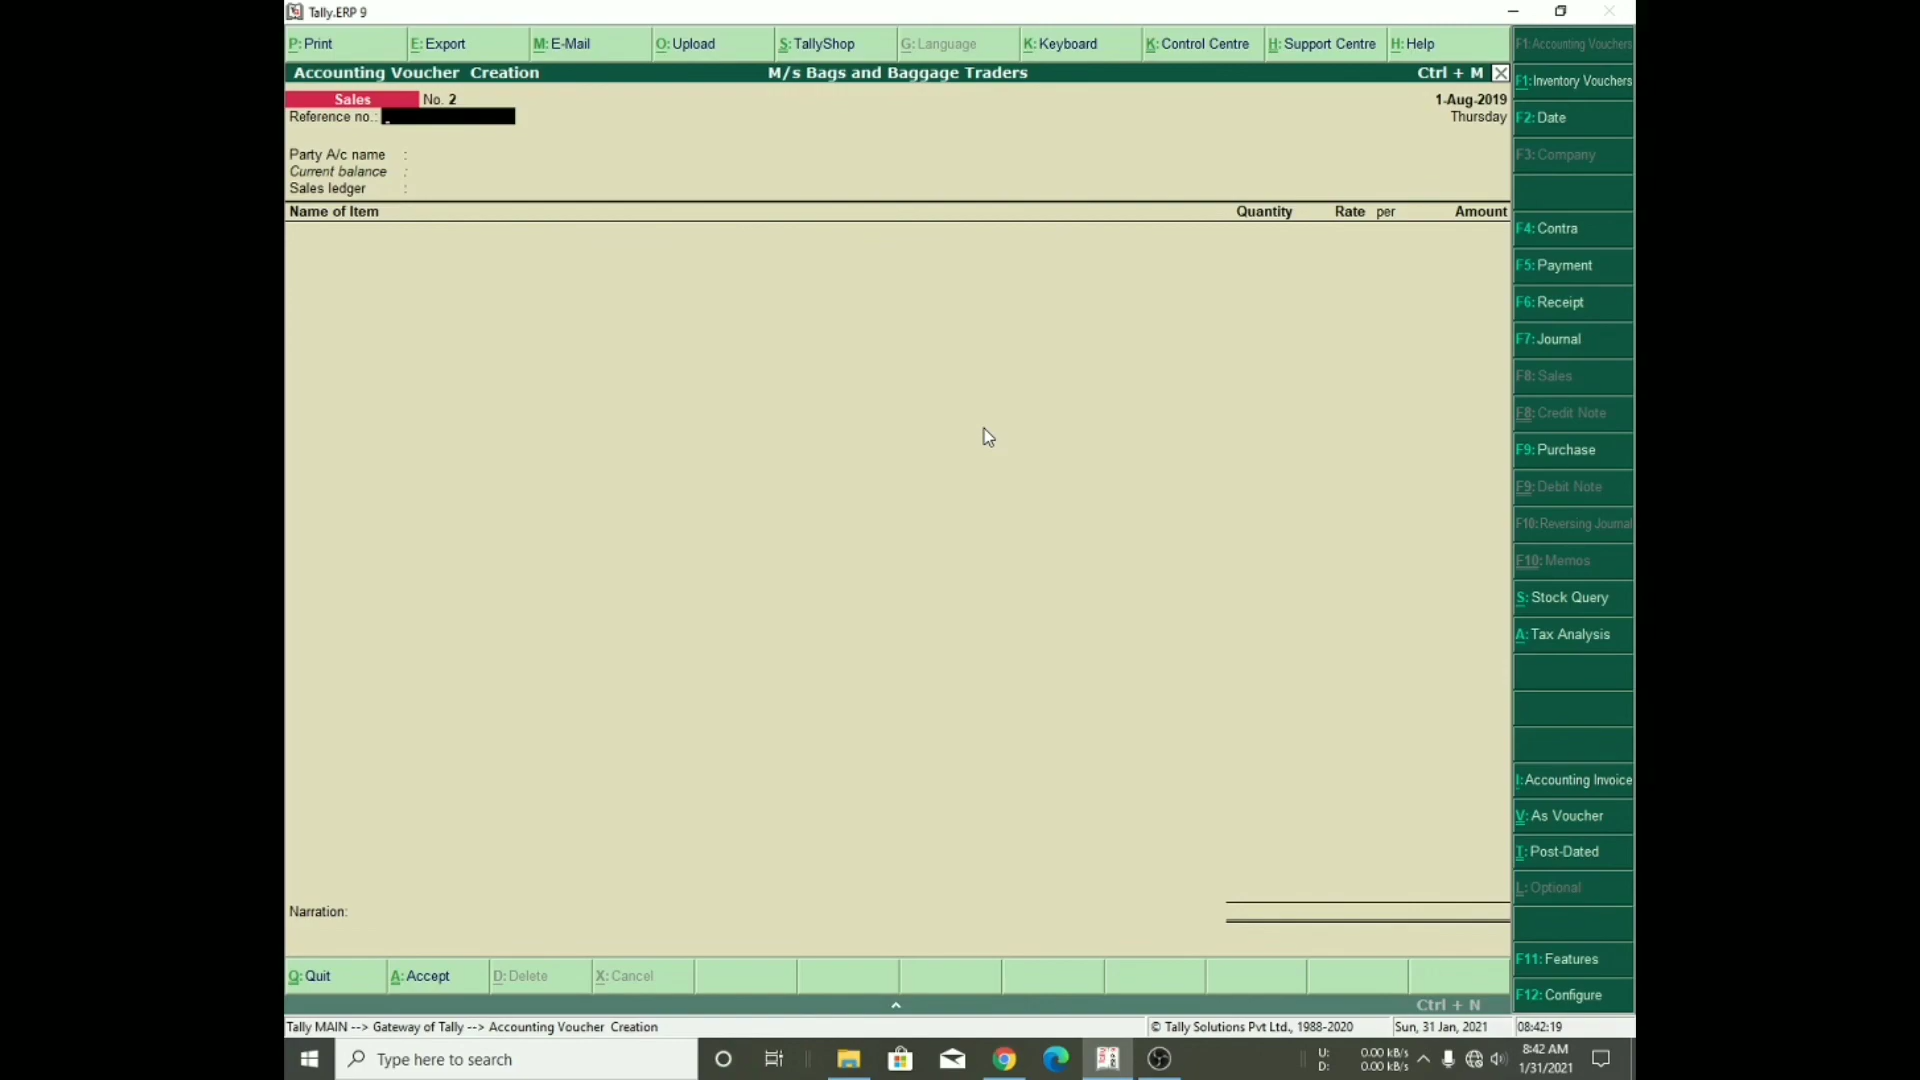 Tally.ERP 9
P: Print E: Export M: E-Mail O: Upload S: TallyShop G: Language K: Keyboard K: Control Centre H: Support Centre H: Help
F1: Accounting Vouchers
Accounting Voucher Creation M/s Bags and Baggage Traders Ctrl + M
F1: Inventory Vouchers
Sales No. 2 1-Aug-2019
Reference no.: Thursday
F2: Date
F3: Company
Party A/c name :
Current balance :
Sales ledger :
Name of Item Quantity Rate per Amount
F4: Contra
F5: Payment
F6: Receipt
F7: Journal
F8: Sales
F8: Credit Note
F9: Purchase
F9: Debit Note
F10: Reversing Journal
F10: Memos
S: Stock Query
A: Tax Analysis
I: Accounting Invoice
V: As Voucher
T: Post-Dated
L: Optional
Narration:
F11: Features
Q: Quit A: Accept D: Delete X: Cancel
F12: Configure
Ctrl + N
Tally MAIN --> Gateway of Tally --> Accounting Voucher Creation © Tally Solutions Pvt Ltd., 1988-2020 Sun, 31 Jan, 2021 08:42:19
Type here to search
U: 0.00 kB/s
D: 0.00 kB/s
8:42 AM
1/31/2021